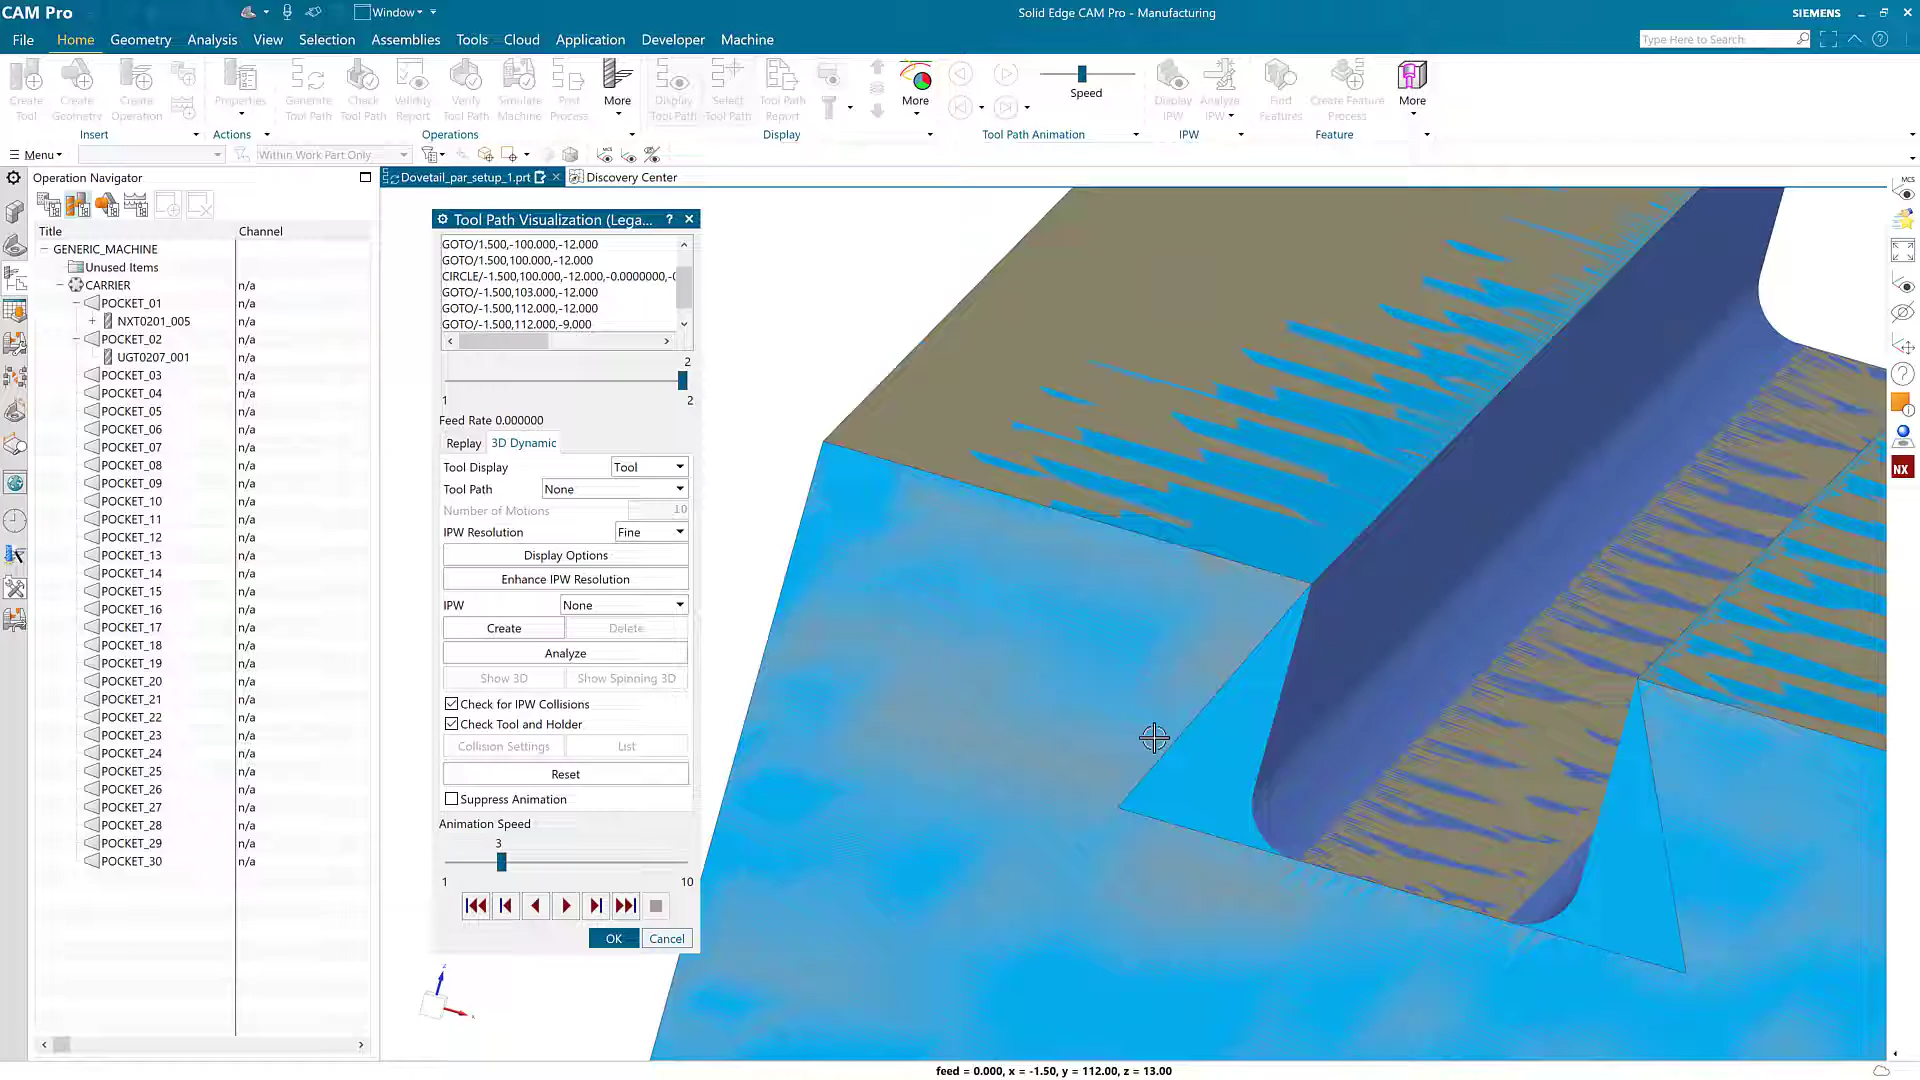 CAM Pro
Window
Solid Edge CAM Pro - Manufacturing
SIEMENS
File
Home
Geometry
Analysis
View
Selection
Assemblies
Tools
Cloud
Application
Developer
Machine
Type Here to Search
Create Tool
Create Geometry
Create Operation
Properties
Generate Tool Path
Check Tool Path
Validity Report
Verify Tool Path
Simulate Machine
Post Process
More
Display Tool Path
Select Tool Path
Tool Path Report
More
Speed
Display IPW
Analyze IPW
Find Features
Create Feature Process
More
Insert
Actions
Operations
Display
Tool Path Animation
IPW
Feature
Menu
Within Work Part Only
Operation Navigator
Dovetail_par_setup_1.prt
Discovery Center
MCS
NX
Title
Channel
GENERIC_MACHINE
Unused Items
CARRIER n/a
POCKET_01 n/a
NXT0201_005 n/a
POCKET_02 n/a
UGT0207_001 n/a
POCKET_03 n/a
POCKET_04 n/a
POCKET_05 n/a
POCKET_06 n/a
POCKET_07 n/a
POCKET_08 n/a
POCKET_09 n/a
POCKET_10 n/a
POCKET_11 n/a
POCKET_12 n/a
POCKET_13 n/a
POCKET_14 n/a
POCKET_15 n/a
POCKET_16 n/a
POCKET_17 n/a
POCKET_18 n/a
POCKET_19 n/a
POCKET_20 n/a
POCKET_21 n/a
POCKET_22 n/a
POCKET_23 n/a
POCKET_24 n/a
POCKET_25 n/a
POCKET_26 n/a
POCKET_27 n/a
POCKET_28 n/a
POCKET_29 n/a
POCKET_30 n/a
Tool Path Visualization (Lega...
GOTO/1.500,-100.000,-12.000
GOTO/1.500,100.000,-12.000
CIRCLE/-1.500,100.000,-12.000,-0.0000000,-0
GOTO/-1.500,103.000,-12.000
GOTO/-1.500,112.000,-12.000
GOTO/-1.500,112.000,-9.000
2
1 2
Feed Rate 0.000000
Replay
3D Dynamic
Tool Display Tool
Tool Path None
Number of Motions 10
IPW Resolution Fine
Display Options
Enhance IPW Resolution
IPW None
Create Delete
Analyze
Show 3D Show Spinning 3D
Check for IPW Collisions
Check Tool and Holder
Collision Settings List
Reset
Suppress Animation
Animation Speed
3
1 10
OK Cancel
feed = 0.000, x = -1.50, y = 112.00, z = 13.00